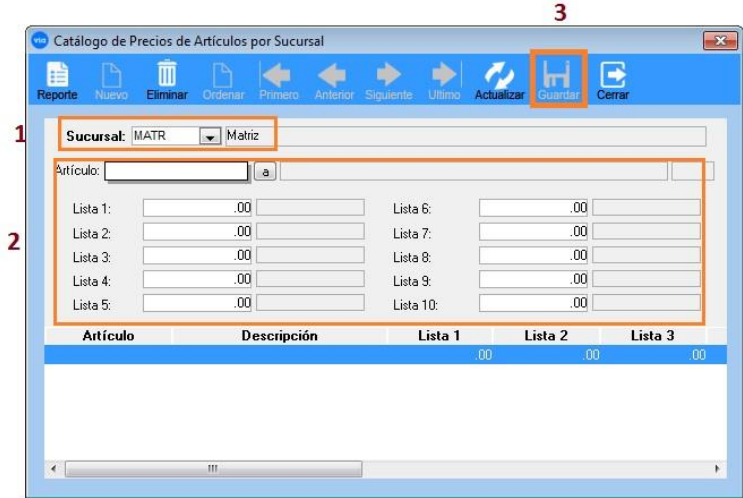 3
via Catálogo de Precios de Artículos por Sucursal
Reporte Nuevo Eliminar Ordenar Primero Anterior Siguiente Ultimo Actualizar Guardar Cerrar
1 Sucursal: MATR Matriz
Artículo: a
2
Lista 1: .00 Lista 6: .00
Lista 2: .00 Lista 7: .00
Lista 3: .00 Lista 8: .00
Lista 4: .00 Lista 9: .00
Lista 5: .00 Lista 10: .00
Artículo Descripción Lista 1 Lista 2 Lista 3
.00 .00 .00